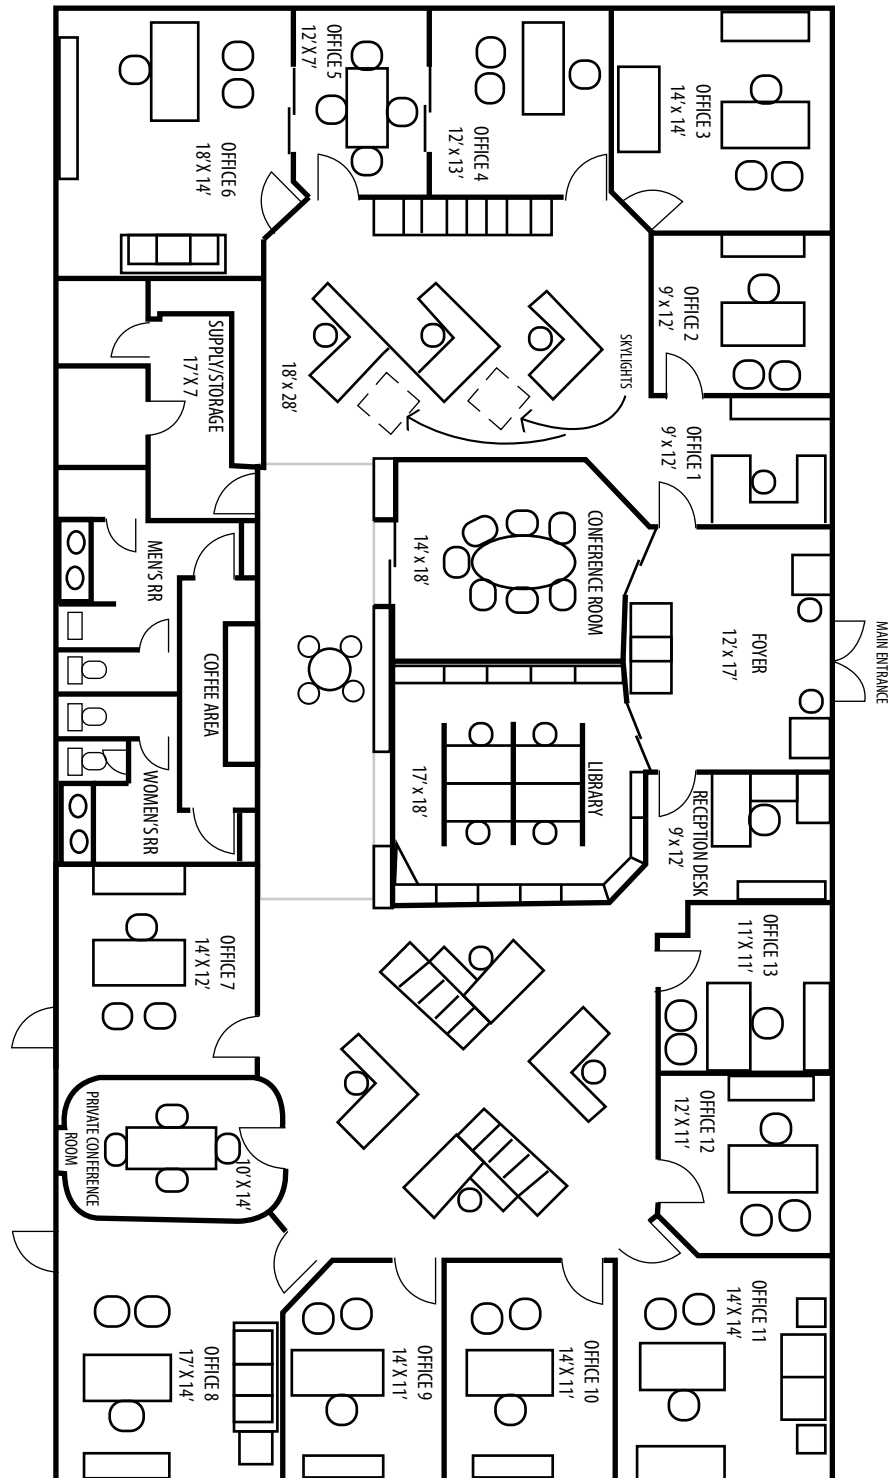 OFFICE 5
12'X 7'
OFFICE 3
14' x 14'
OFFICE 4
12' x 13'
OFFICE 6
18'X 14'
OFFICE 2
9' x 12'
SUPPLY/STORAGE
17'X 7'
SKYLIGHTS
18' x 28'
OFFICE 1
9' x 12'
CONFERENCE ROOM
14' x 18'
MEN'S RR
FOYER
12' x 17'
MAIN ENTRANCE
COFFEE AREA
LIBRARY
17' x 18'
WOMEN'S RR
RECEPTION DESK
9'x 12'
OFFICE 13
11'X 11'
OFFICE 7
14'X 12'
PRIVATE CONFERENCE
ROOM
10'X 14'
OFFICE 12
12'X 11'
OFFICE 11
14'X 14'
OFFICE 10
14'X 11'
OFFICE 9
14'X 11'
OFFICE 8
17'X 14'